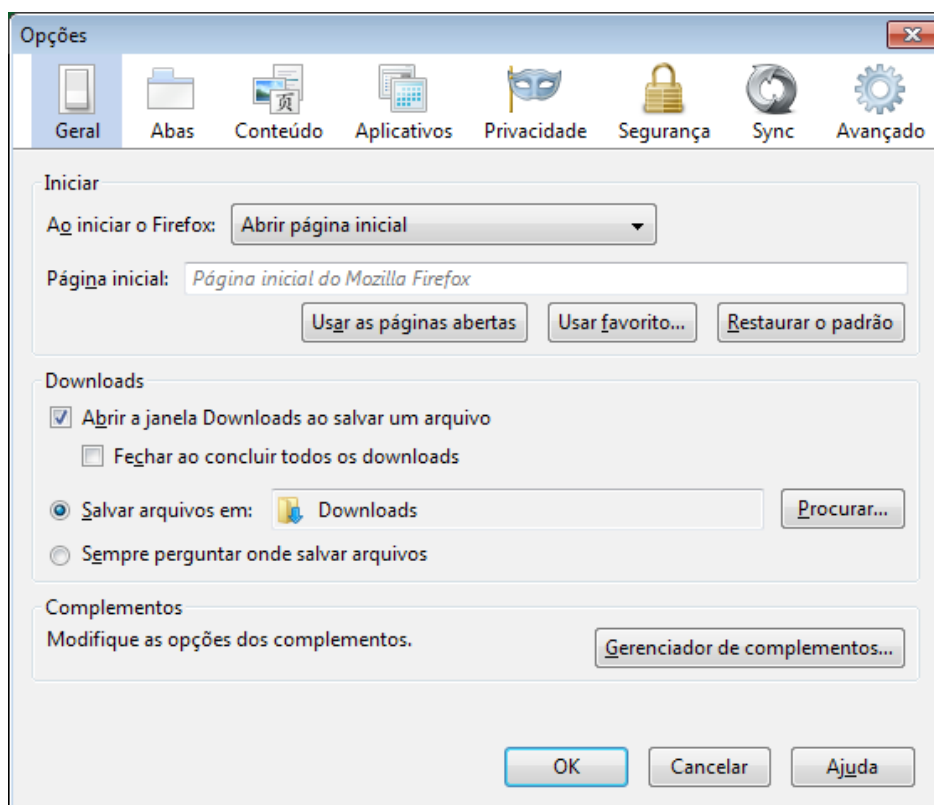 Opções
Geral Abas Conteúdo Aplicativos Privacidade Segurança Sync Avançado
Iniciar
Ao iniciar o Firefox: Abrir página inicial
Página inicial: Página inicial do Mozilla Firefox
Usar as páginas abertas Usar favorito... Restaurar o padrão
Downloads
Abrir a janela Downloads ao salvar um arquivo
Fechar ao concluir todos os downloads
Salvar arquivos em: Downloads Procurar...
Sempre perguntar onde salvar arquivos
Complementos
Modifique as opções dos complementos.
Gerenciador de complementos...
OK Cancelar Ajuda